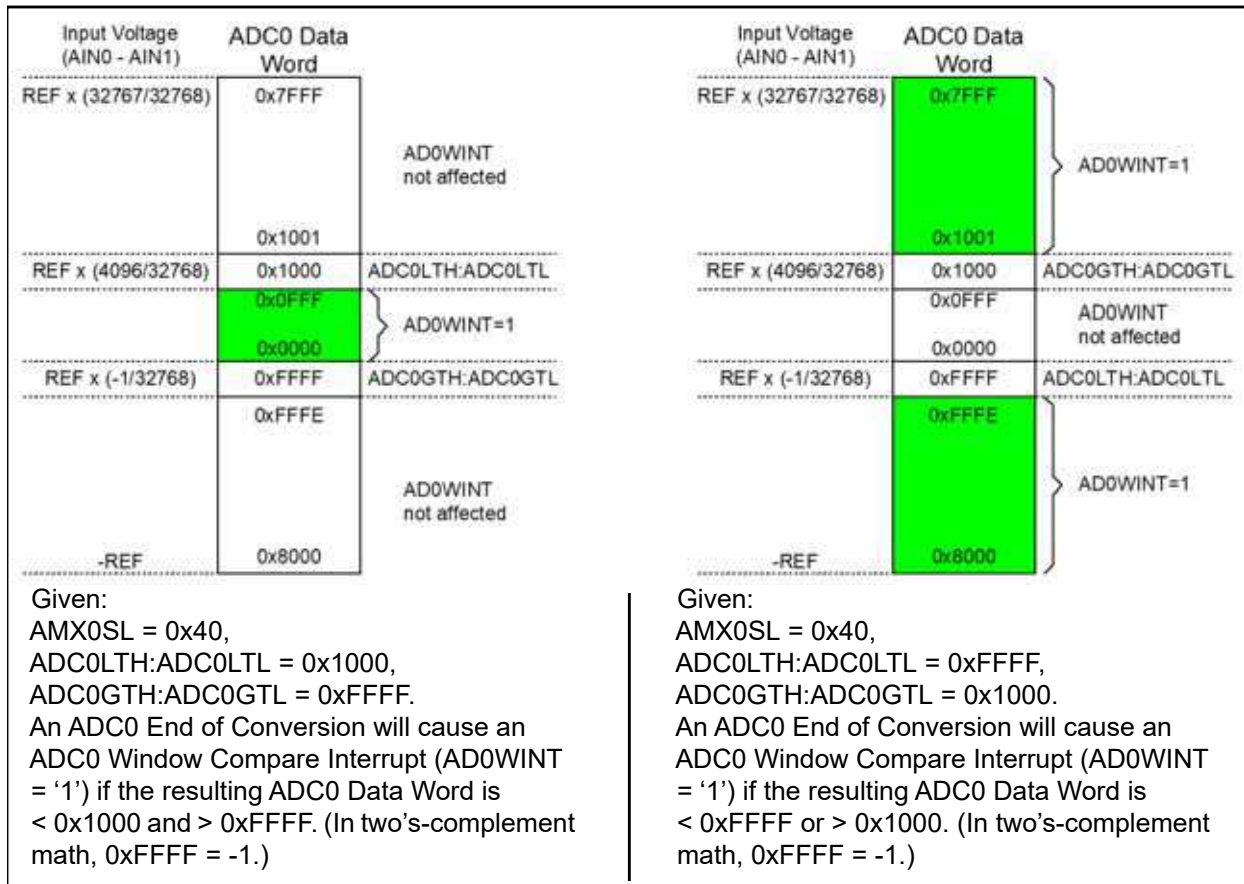 Input Voltage
(AIN0 - AIN1)
ADC0 Data
Word
REF x (32767/32768)
0x7FFF
AD0WINT
not affected
0x1001
REF x (4096/32768)
0x1000
ADC0LTH:ADC0LTL
0x0FFF
AD0WINT=1
0x0000
REF x (-1/32768)
0xFFFF
ADC0GTH:ADC0GTL
0xFFFE
AD0WINT
not affected
-REF
0x8000
Given:
AMX0SL = 0x40,
ADC0LTH:ADC0LTL = 0x1000,
ADC0GTH:ADC0GTL = 0xFFFF.
An ADC0 End of Conversion will cause an
ADC0 Window Compare Interrupt (AD0WINT
= ‘1’) if the resulting ADC0 Data Word is
< 0x1000 and > 0xFFFF. (In two’s-complement
math, 0xFFFF = -1.)
Input Voltage
(AIN0 - AIN1)
ADC0 Data
Word
REF x (32767/32768)
0x7FFF
AD0WINT=1
0x1001
REF x (4096/32768)
0x1000
ADC0GTH:ADC0GTL
0x0FFF
AD0WINT
not affected
0x0000
REF x (-1/32768)
0xFFFF
ADC0LTH:ADC0LTL
0xFFFE
AD0WINT=1
-REF
0x8000
Given:
AMX0SL = 0x40,
ADC0LTH:ADC0LTL = 0xFFFF,
ADC0GTH:ADC0GTL = 0x1000.
An ADC0 End of Conversion will cause an
ADC0 Window Compare Interrupt (AD0WINT
= ‘1’) if the resulting ADC0 Data Word is
< 0xFFFF or > 0x1000. (In two’s-complement
math, 0xFFFF = -1.)